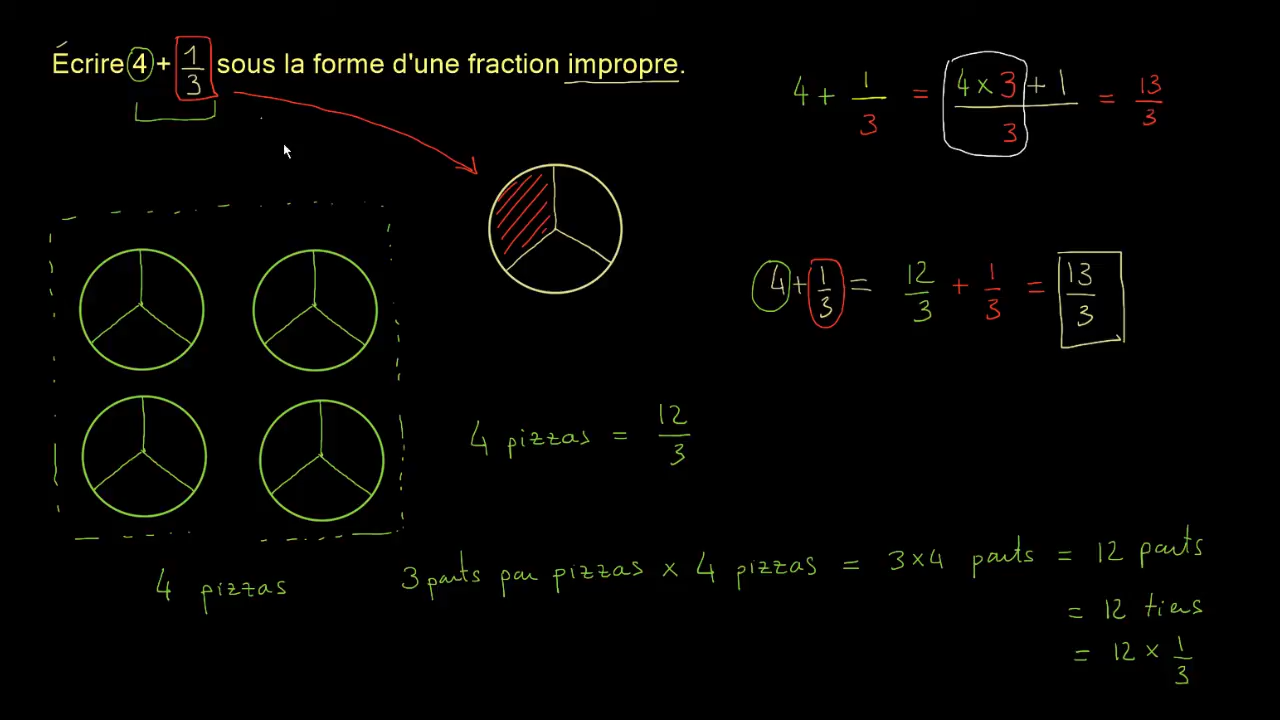 Écrire 4 + 1/3 sous la forme d'une fraction impropre.
4 + 1/3 = (4 × 3 + 1)/3 = 13/3
4 + 1/3 = 12/3 + 1/3 = 13/3
4 pizzas = 12/3
4 pizzas
3 parts par pizzas × 4 pizzas = 3×4 parts = 12 parts
= 12 tiers
= 12 × 1/3